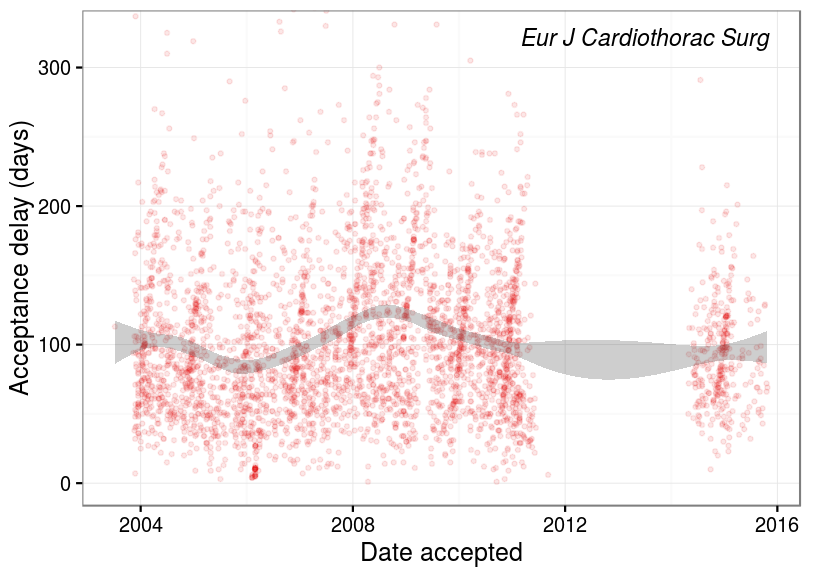 Eur J Cardiothorac Surg
Acceptance delay (days)
300
200
100
0
2004 2008 2012 2016
Date accepted